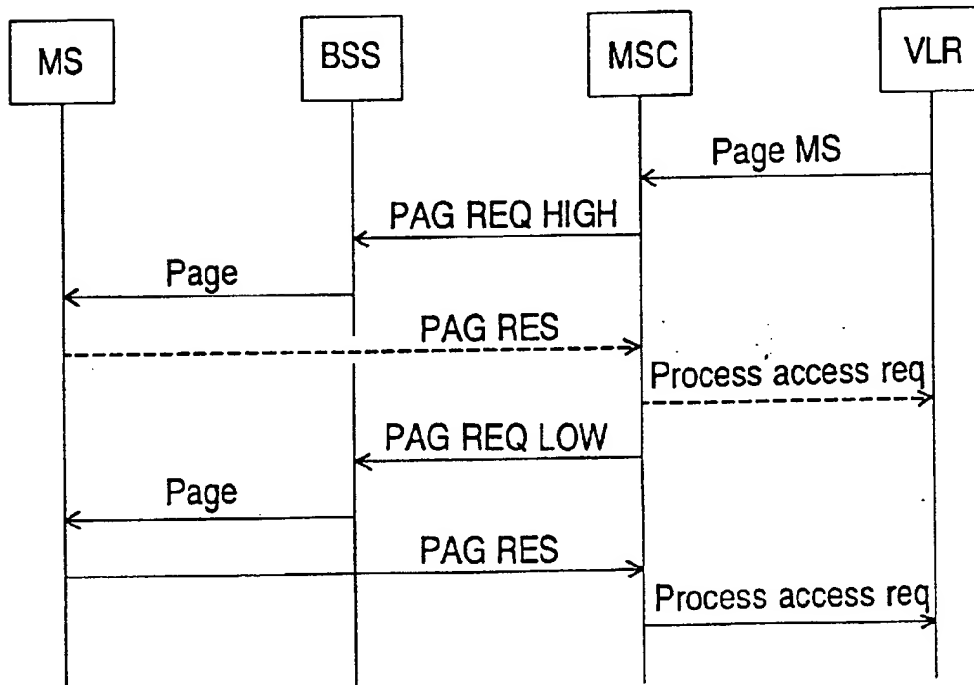 MS
BSS
MSC
VLR
Page MS
PAG REQ HIGH
Page
PAG RES
Process access req
PAG REQ LOW
Page
PAG RES
Process access req